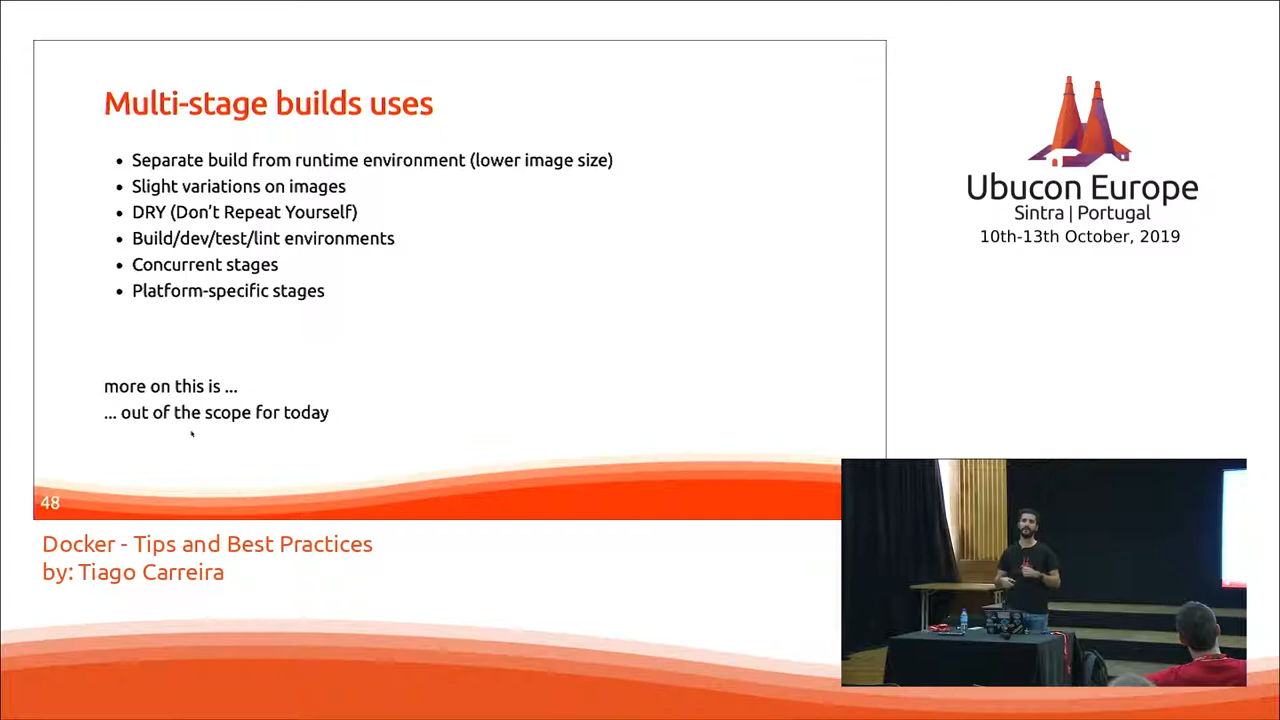 Multi-stage builds uses
• Separate build from runtime environment (lower image size)
• Slight variations on images
• DRY (Don't Repeat Yourself)
• Build/dev/test/lint environments
• Concurrent stages
• Platform-specific stages
more on this is ...
... out of the scope for today
48
Docker - Tips and Best Practices
by: Tiago Carreira
Ubucon Europe
Sintra | Portugal
10th-13th October, 2019